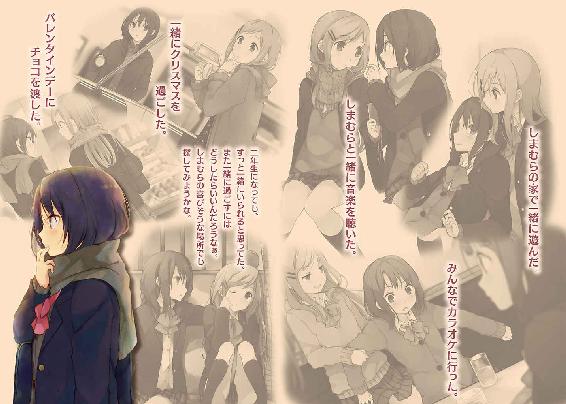 しまむらの家で一緒に遊んだ
みんなでカラオケに行った。
しまむらと一緒に音楽を聴いた。
一緒にクリスマスを
過ごした。
バレンタインデーに
チョコを渡した。
二年生になっても、
ずっと一緒にいられると思ってた。
また一緒に過ごすには
どうしたらいいんだろうなぁ。
しまむらの喜びそうな場所でも
探してみようかな。